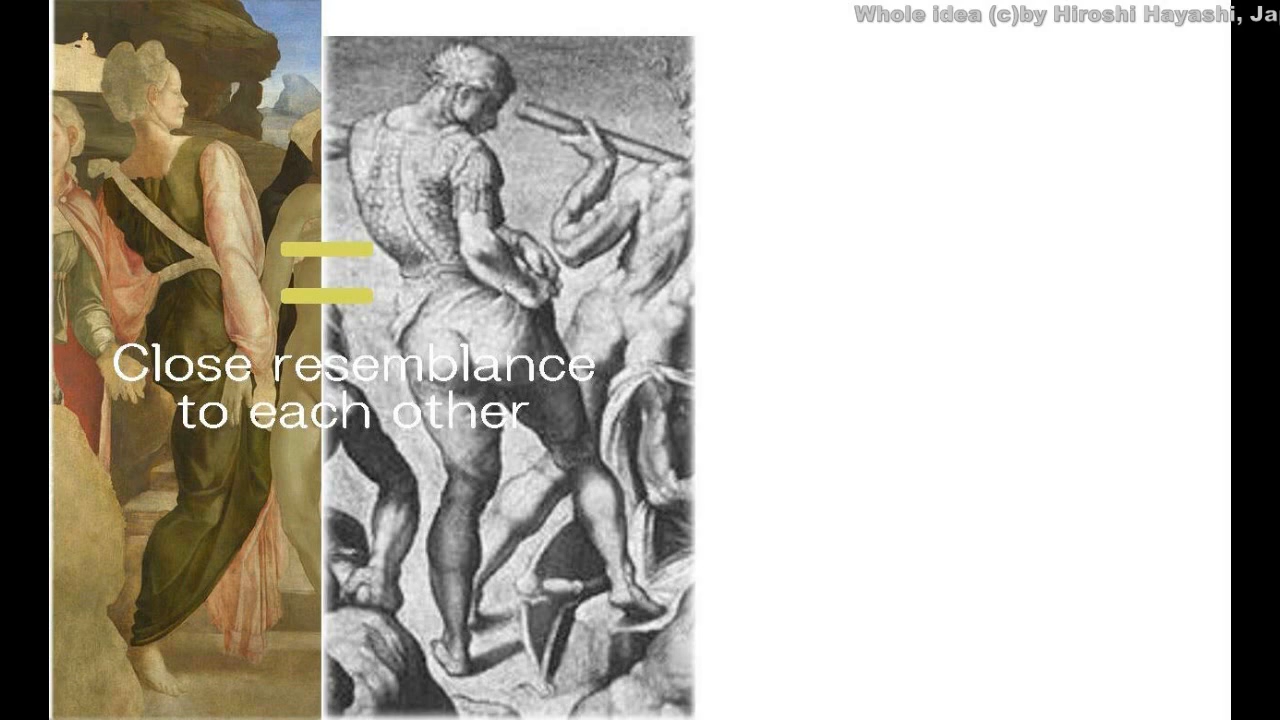 Whole idea (c)by Hiroshi Hayashi, Ja
Close resemblance
to each other